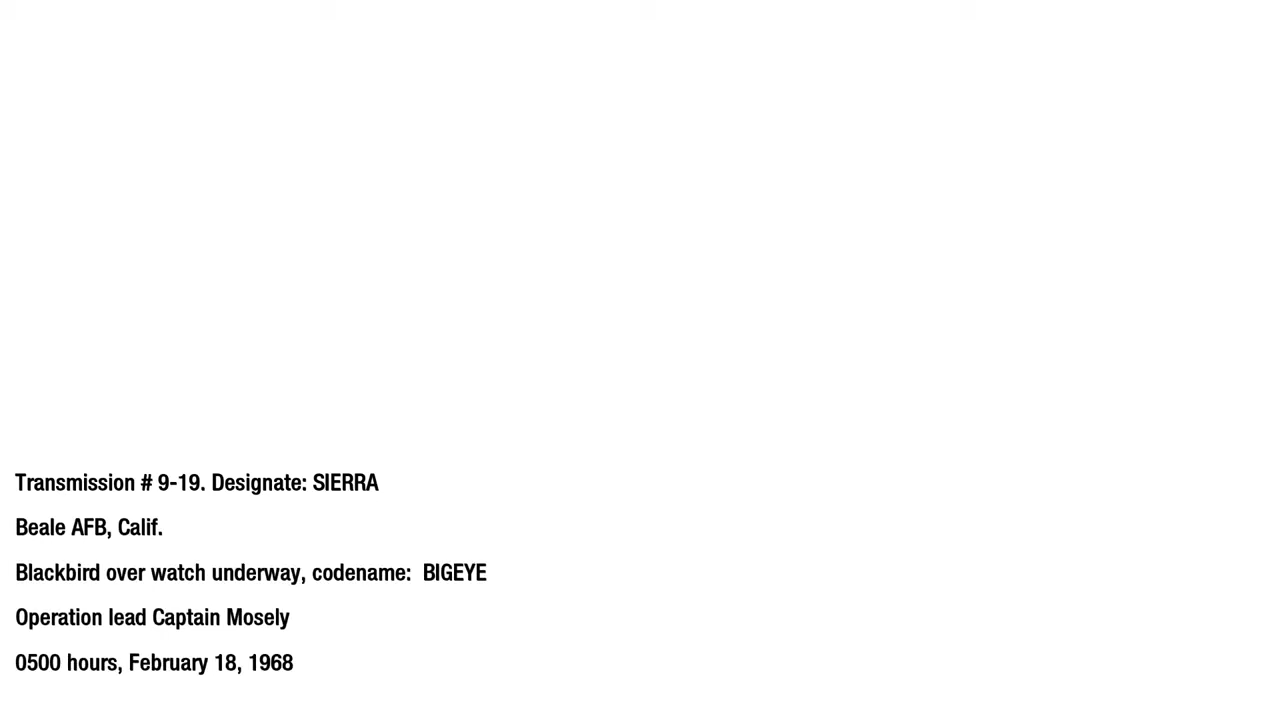 Transmission # 9-19. Designate: SIERRA
Beale AFB, Calif.
Blackbird over watch underway, codename:  BIGEYE
Operation lead Captain Mosely
0500 hours, February 18, 1968